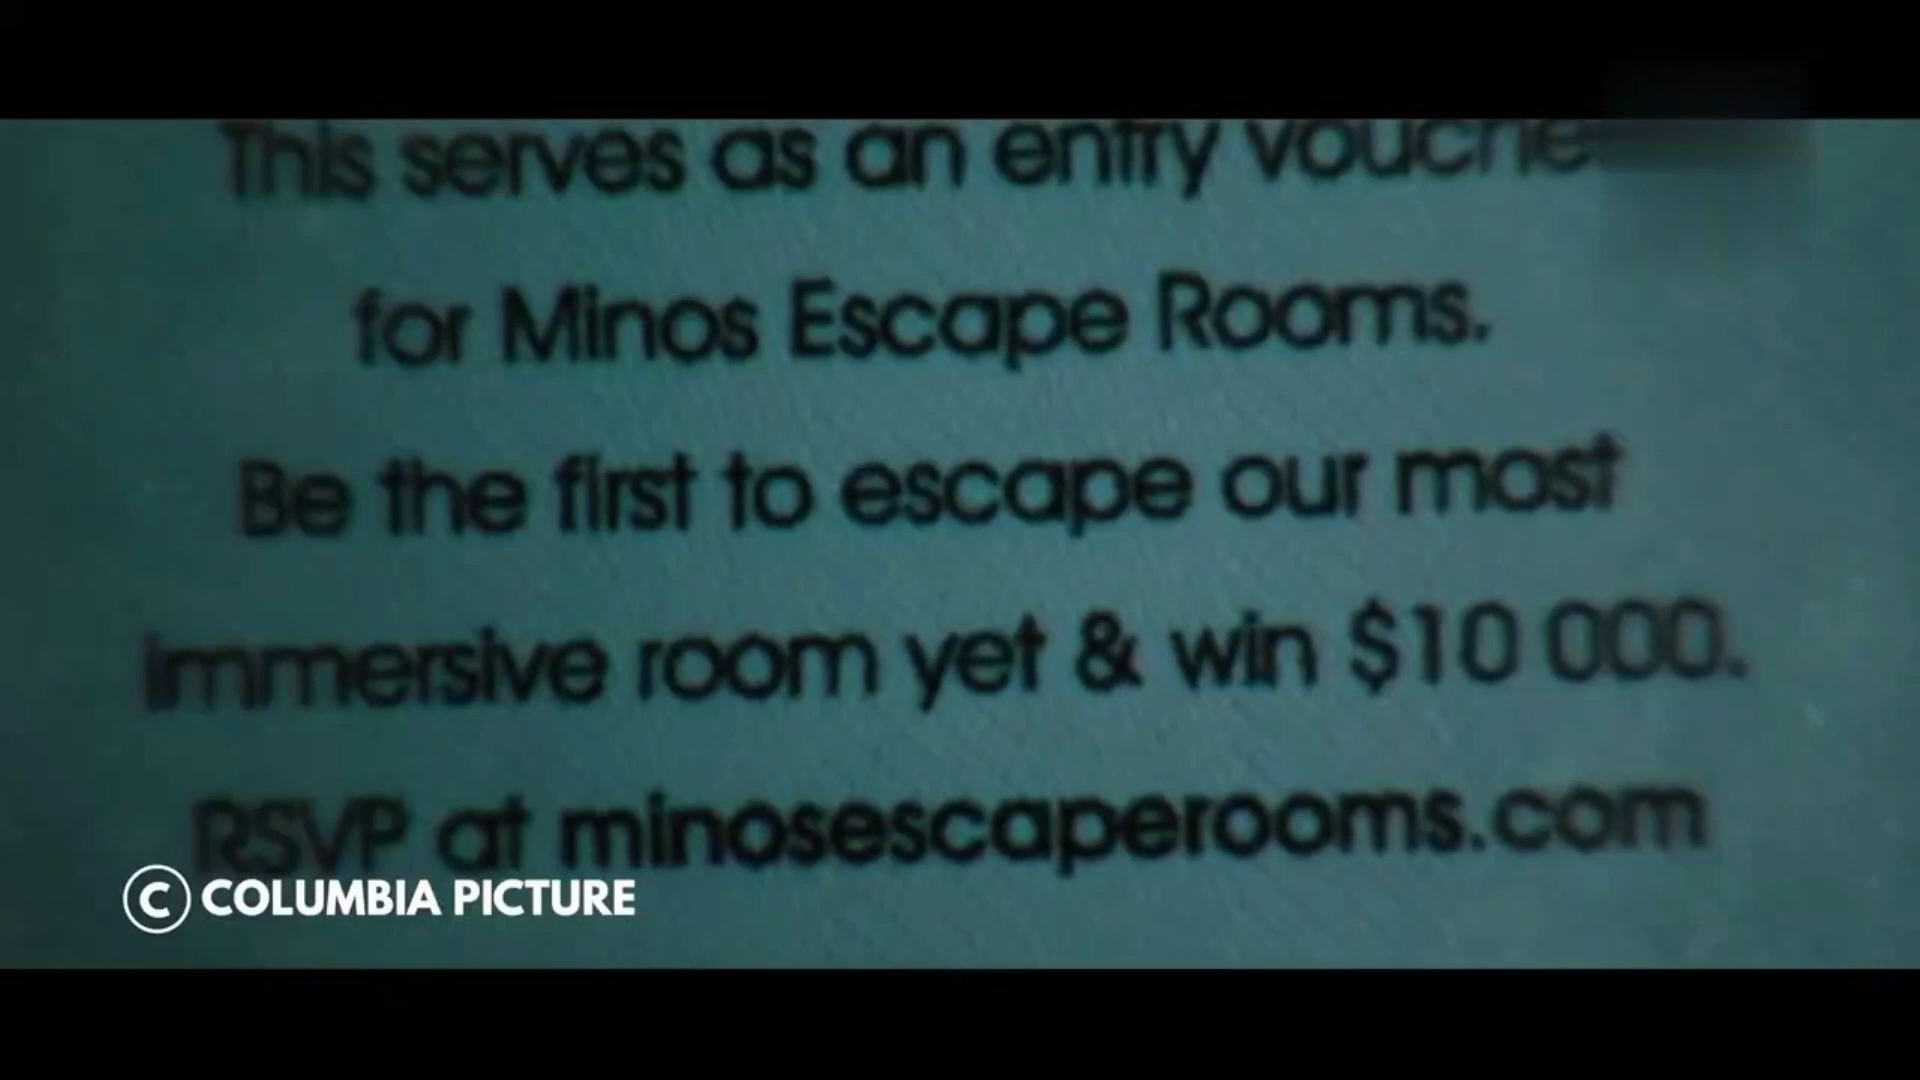 This serves as an entry vouche
for Minos Escape Rooms.
Be the first to escape our most
immersive room yet & win $10 000.
RSVP at minosescaperooms.com
© COLUMBIA PICTURE